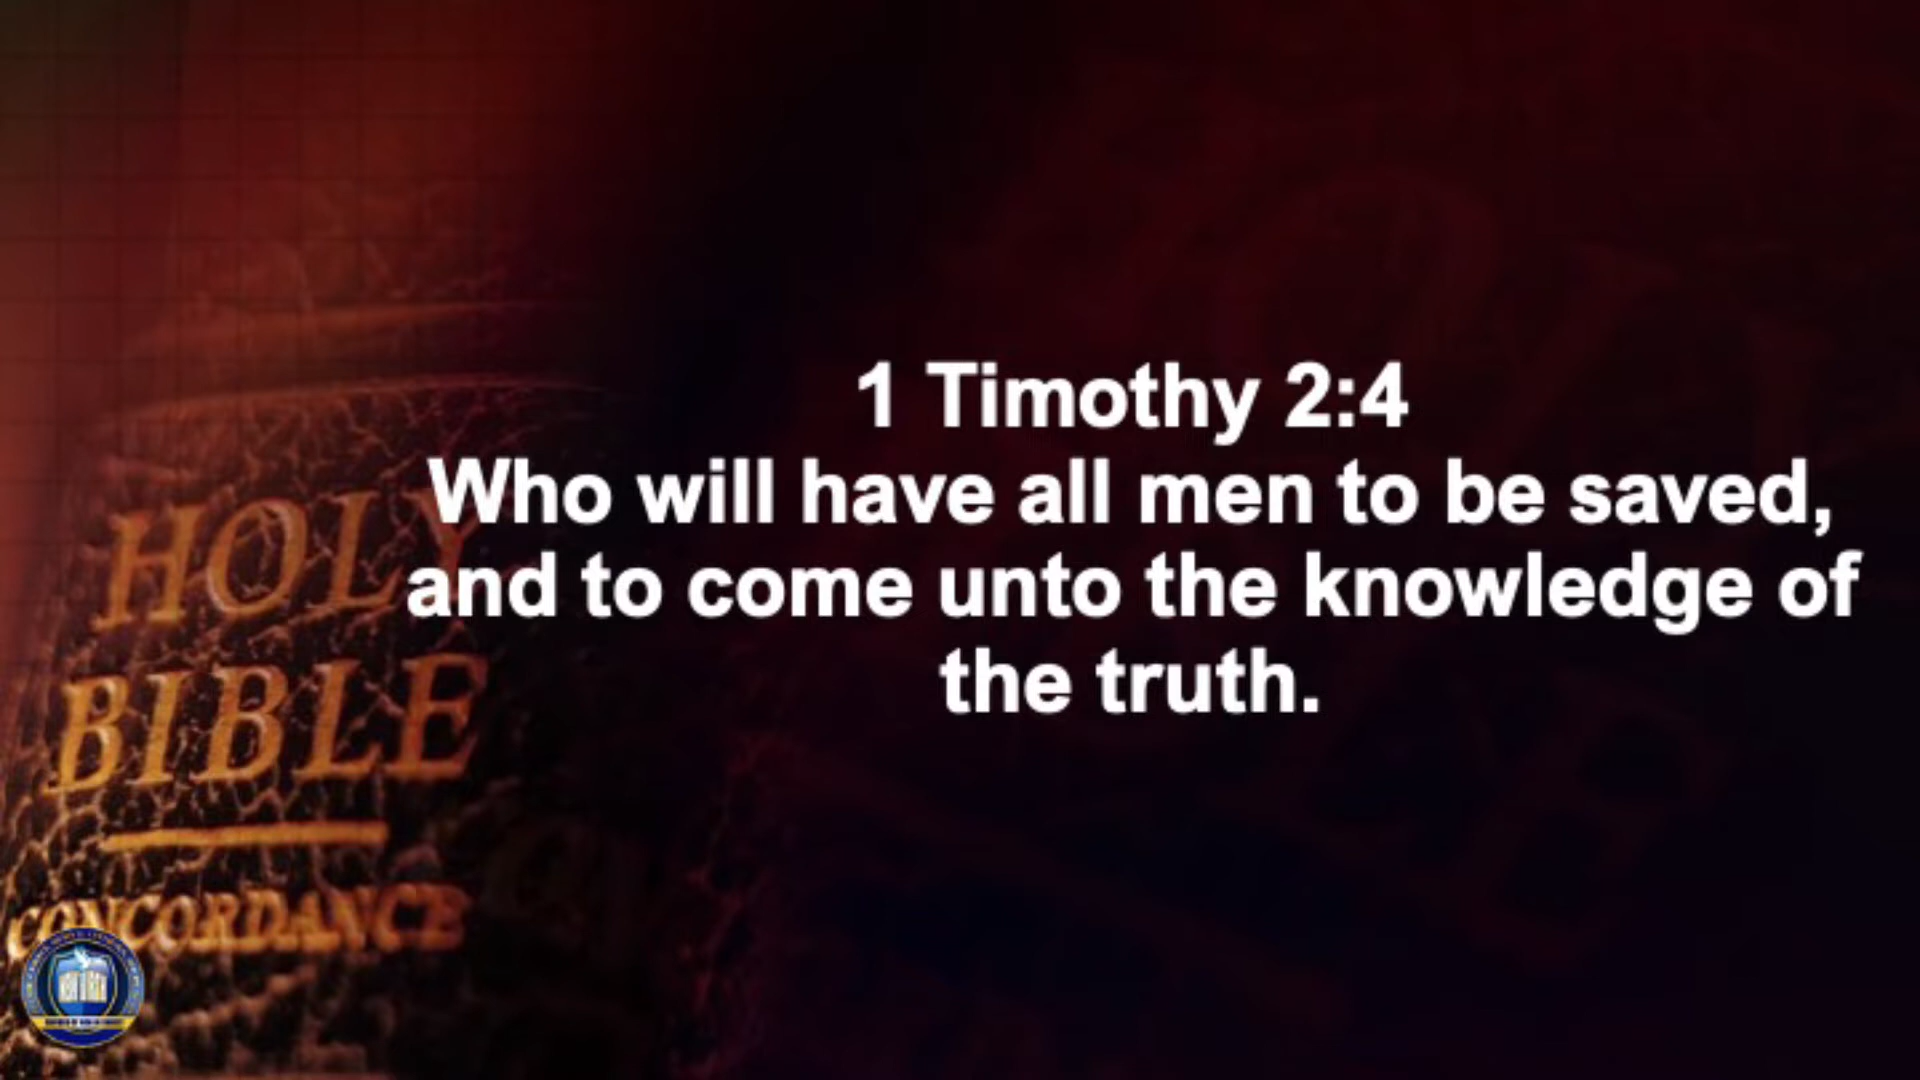 1 Timothy 2:4
Who will have all men to be saved,
and to come unto the knowledge of
the truth.
HOLY
BIBLE
CONCORDANCE